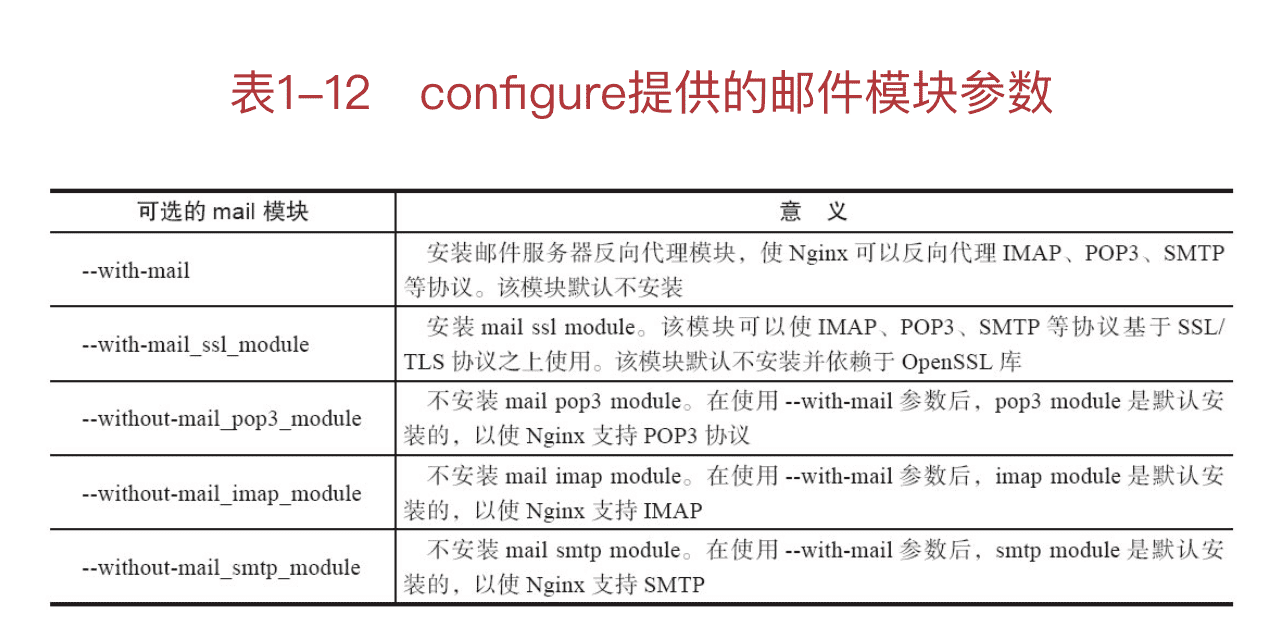 表1–12 configure提供的邮件模块参数
可选的 mail 模块
意 义
--with-mail
安装邮件服务器反向代理模块，使 Nginx 可以反向代理 IMAP、POP3、SMTP
等协议。该模块默认不安装
--with-mail_ssl_module
安装 mail ssl module。该模块可以使 IMAP、POP3、SMTP 等协议基于 SSL/
TLS 协议之上使用。该模块默认不安装并依赖于 OpenSSL 库
--without-mail_pop3_module
不安装 mail pop3 module。在使用 --with-mail 参数后，pop3 module 是默认安
装的，以使 Nginx 支持 POP3 协议
--without-mail_imap_module
不安装 mail imap module。在使用 --with-mail 参数后，imap module 是默认安
装的，以使 Nginx 支持 IMAP
--without-mail_smtp_module
不安装 mail smtp module。在使用 --with-mail 参数后，smtp module 是默认安
装的，以使 Nginx 支持 SMTP